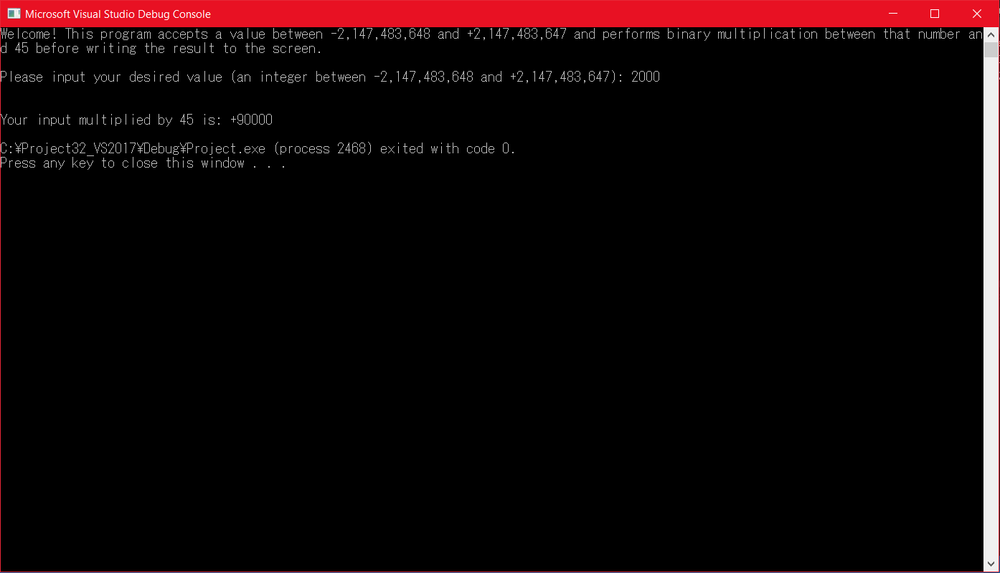 Microsoft Visual Studio Debug Console
Welcome! This program accepts a value between -2,147,483,648 and +2,147,483,647 and performs binary multiplication between that number an
d 45 before writing the result to the screen.
Please input your desired value (an integer between -2,147,483,648 and +2,147,483,647): 2000
Your input multiplied by 45 is: +90000
C:¥Project32_VS2017¥Debug¥Project.exe (process 2468) exited with code 0.
Press any key to close this window . . .